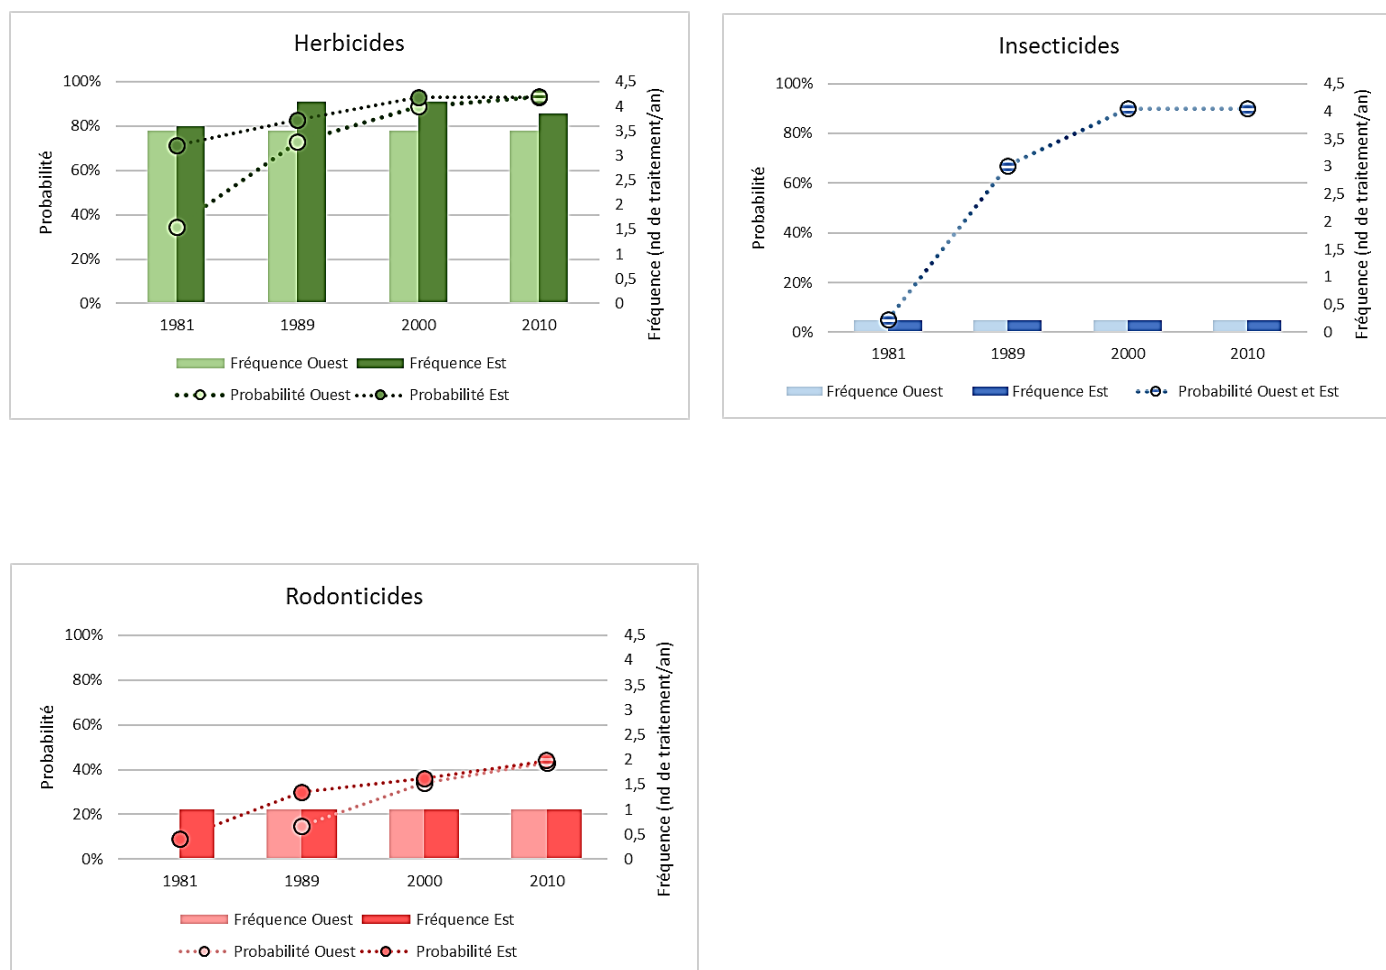 Herbicides
Probabilité
100%
80%
60%
40%
20%
0%
4,5
4
3,5
3
2,5
2
1,5
1
0,5
0
Fréquence (nd de traitement/an)
1981 1989 2000 2010
Fréquence Ouest Fréquence Est
Probabilité Ouest Probabilité Est
Insecticides
Probabilité
100%
80%
60%
40%
20%
0%
4,5
4
3,5
3
2,5
2
1,5
1
0,5
0
Fréquence (nd de traitement/an)
1981 1989 2000 2010
Fréquence Ouest Fréquence Est Probabilité Ouest et Est
Rodonticides
Probabilité
100%
80%
60%
40%
20%
0%
4,5
4
3,5
3
2,5
2
1,5
1
0,5
0
Fréquence (nd de traitement/an)
1981 1989 2000 2010
Fréquence Ouest Fréquence Est
Probabilité Ouest Probabilité Est